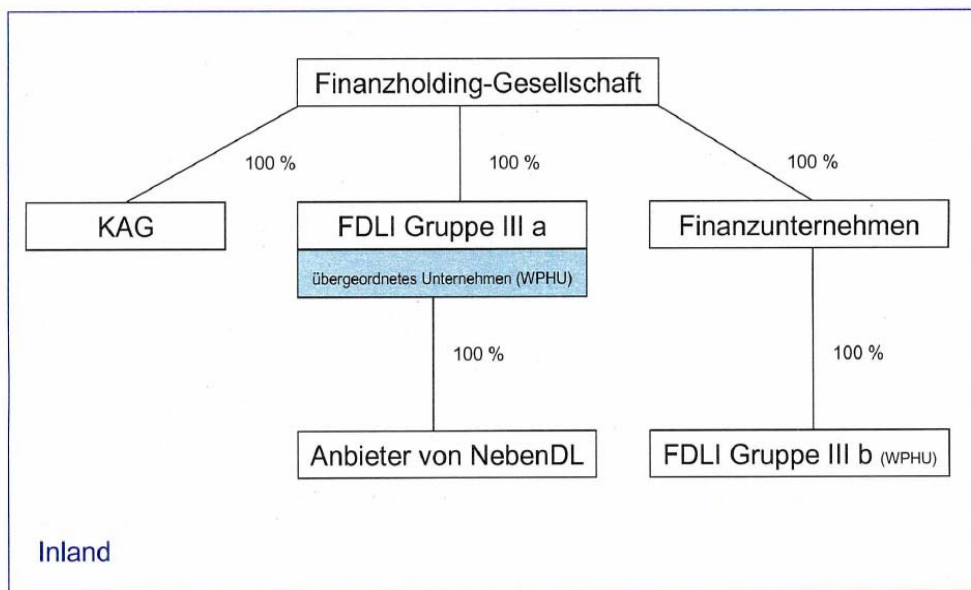 Finanzholding-Gesellschaft
100 %
100 %
100 %
KAG
FDLI Gruppe III a
Finanzunternehmen
übergeordnetes Unternehmen (WPHU)
100 %
100 %
Anbieter von NebenDL
FDLI Gruppe III b (WPHU)
Inland